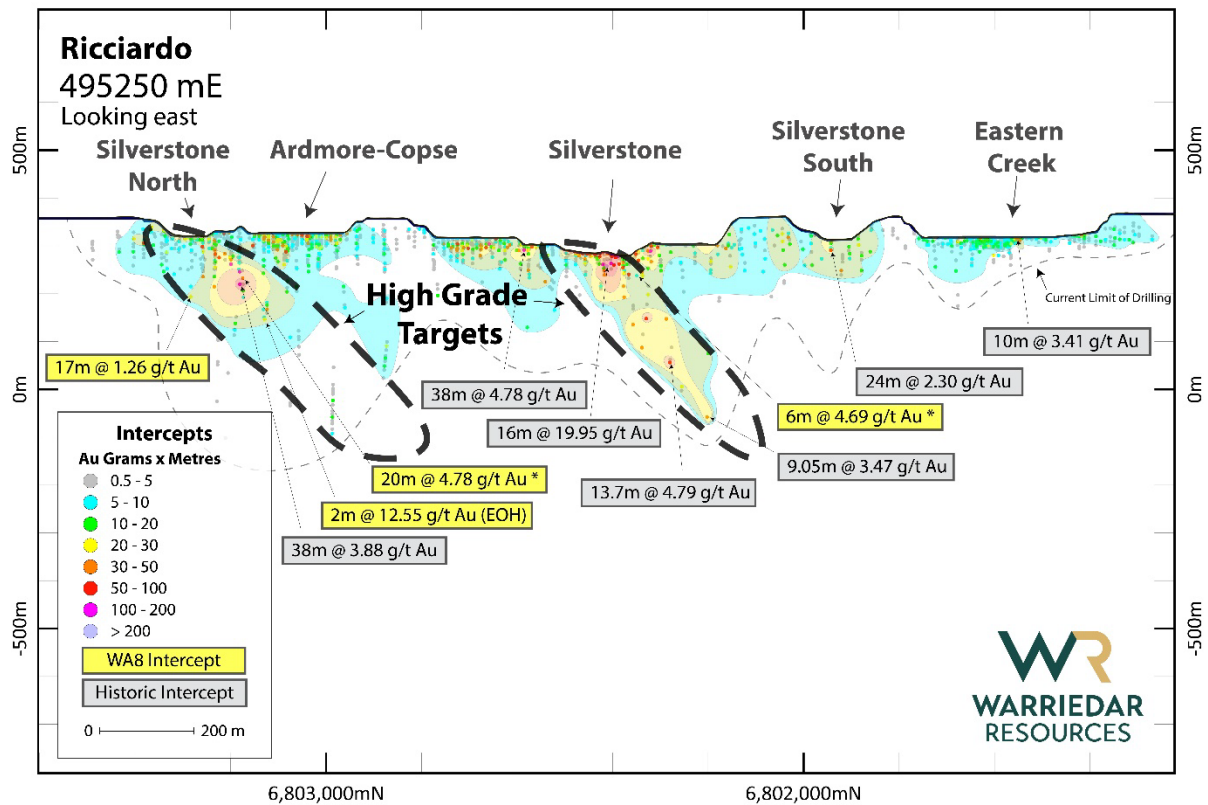 Ricciardo
495250 mE
Looking east
500m
0m
-500m
Silverstone
North
Ardmore-Copse
Silverstone
Silverstone
South
Eastern
Creek
500m
0m
-500m
High Grade
Targets
Current Limit of Drilling
17m @ 1.26 g/t Au
38m @ 4.78 g/t Au
16m @ 19.95 g/t Au
10m @ 3.41 g/t Au
24m @ 2.30 g/t Au
6m @ 4.69 g/t Au *
9.05m @ 3.47 g/t Au
13.7m @ 4.79 g/t Au
20m @ 4.78 g/t Au *
2m @ 12.55 g/t Au (EOH)
38m @ 3.88 g/t Au
Intercepts
Au Grams x Metres
0.5 - 5
5 - 10
10 - 20
20 - 30
30 - 50
50 - 100
100 - 200
> 200
WA8 Intercept
Historic Intercept
0 200 m
WR
WARRIEDAR
RESOURCES
6,803,000mN
6,802,000mN